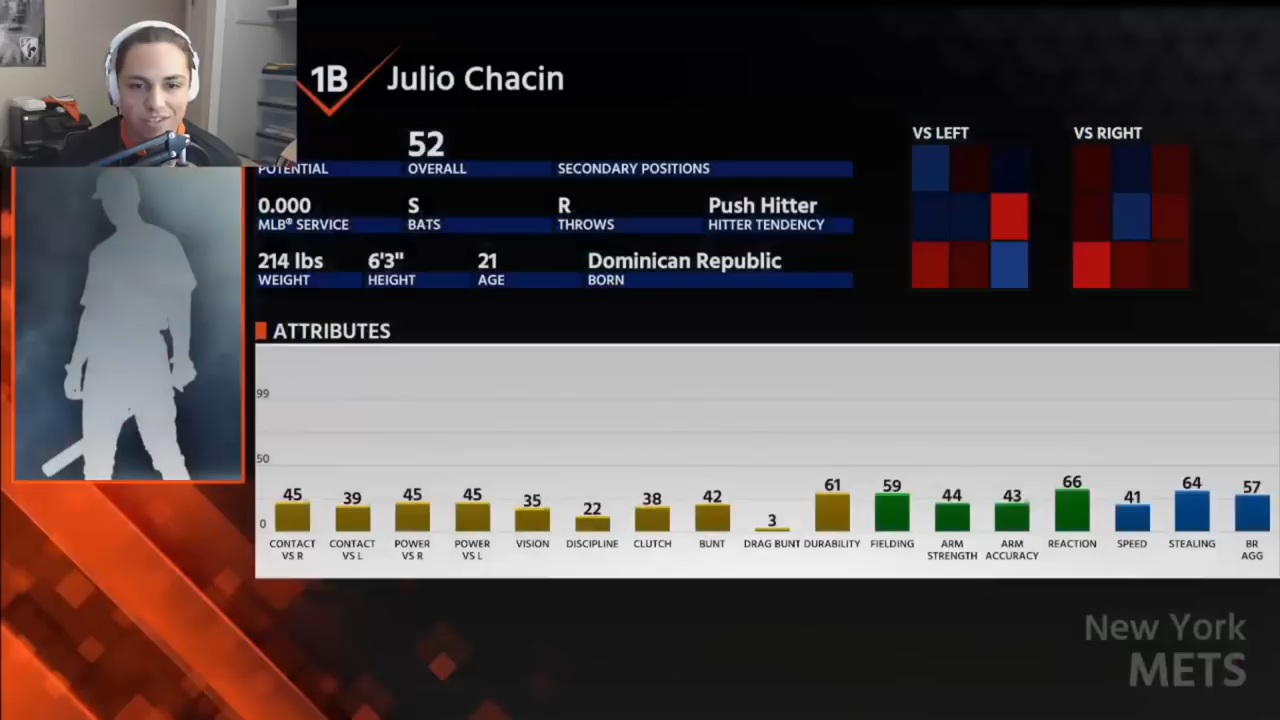 1B Julio Chacin
52
POTENTIAL OVERALL SECONDARY POSITIONS
0.000 S R Push Hitter
MLB® SERVICE BATS THROWS HITTER TENDENCY
214 lbs 6'3" 21 Dominican Republic
WEIGHT HEIGHT AGE BORN
VS LEFT VS RIGHT
ATTRIBUTES
99
50
0
45 39 45 45 35 22 38 42 3 61 59 44 43 66 41 64 57
CONTACT VS R CONTACT VS L POWER VS R POWER VS L VISION DISCIPLINE CLUTCH BUNT DRAG BUNT DURABILITY FIELDING ARM STRENGTH ARM ACCURACY REACTION SPEED STEALING BR AGG
New York
METS